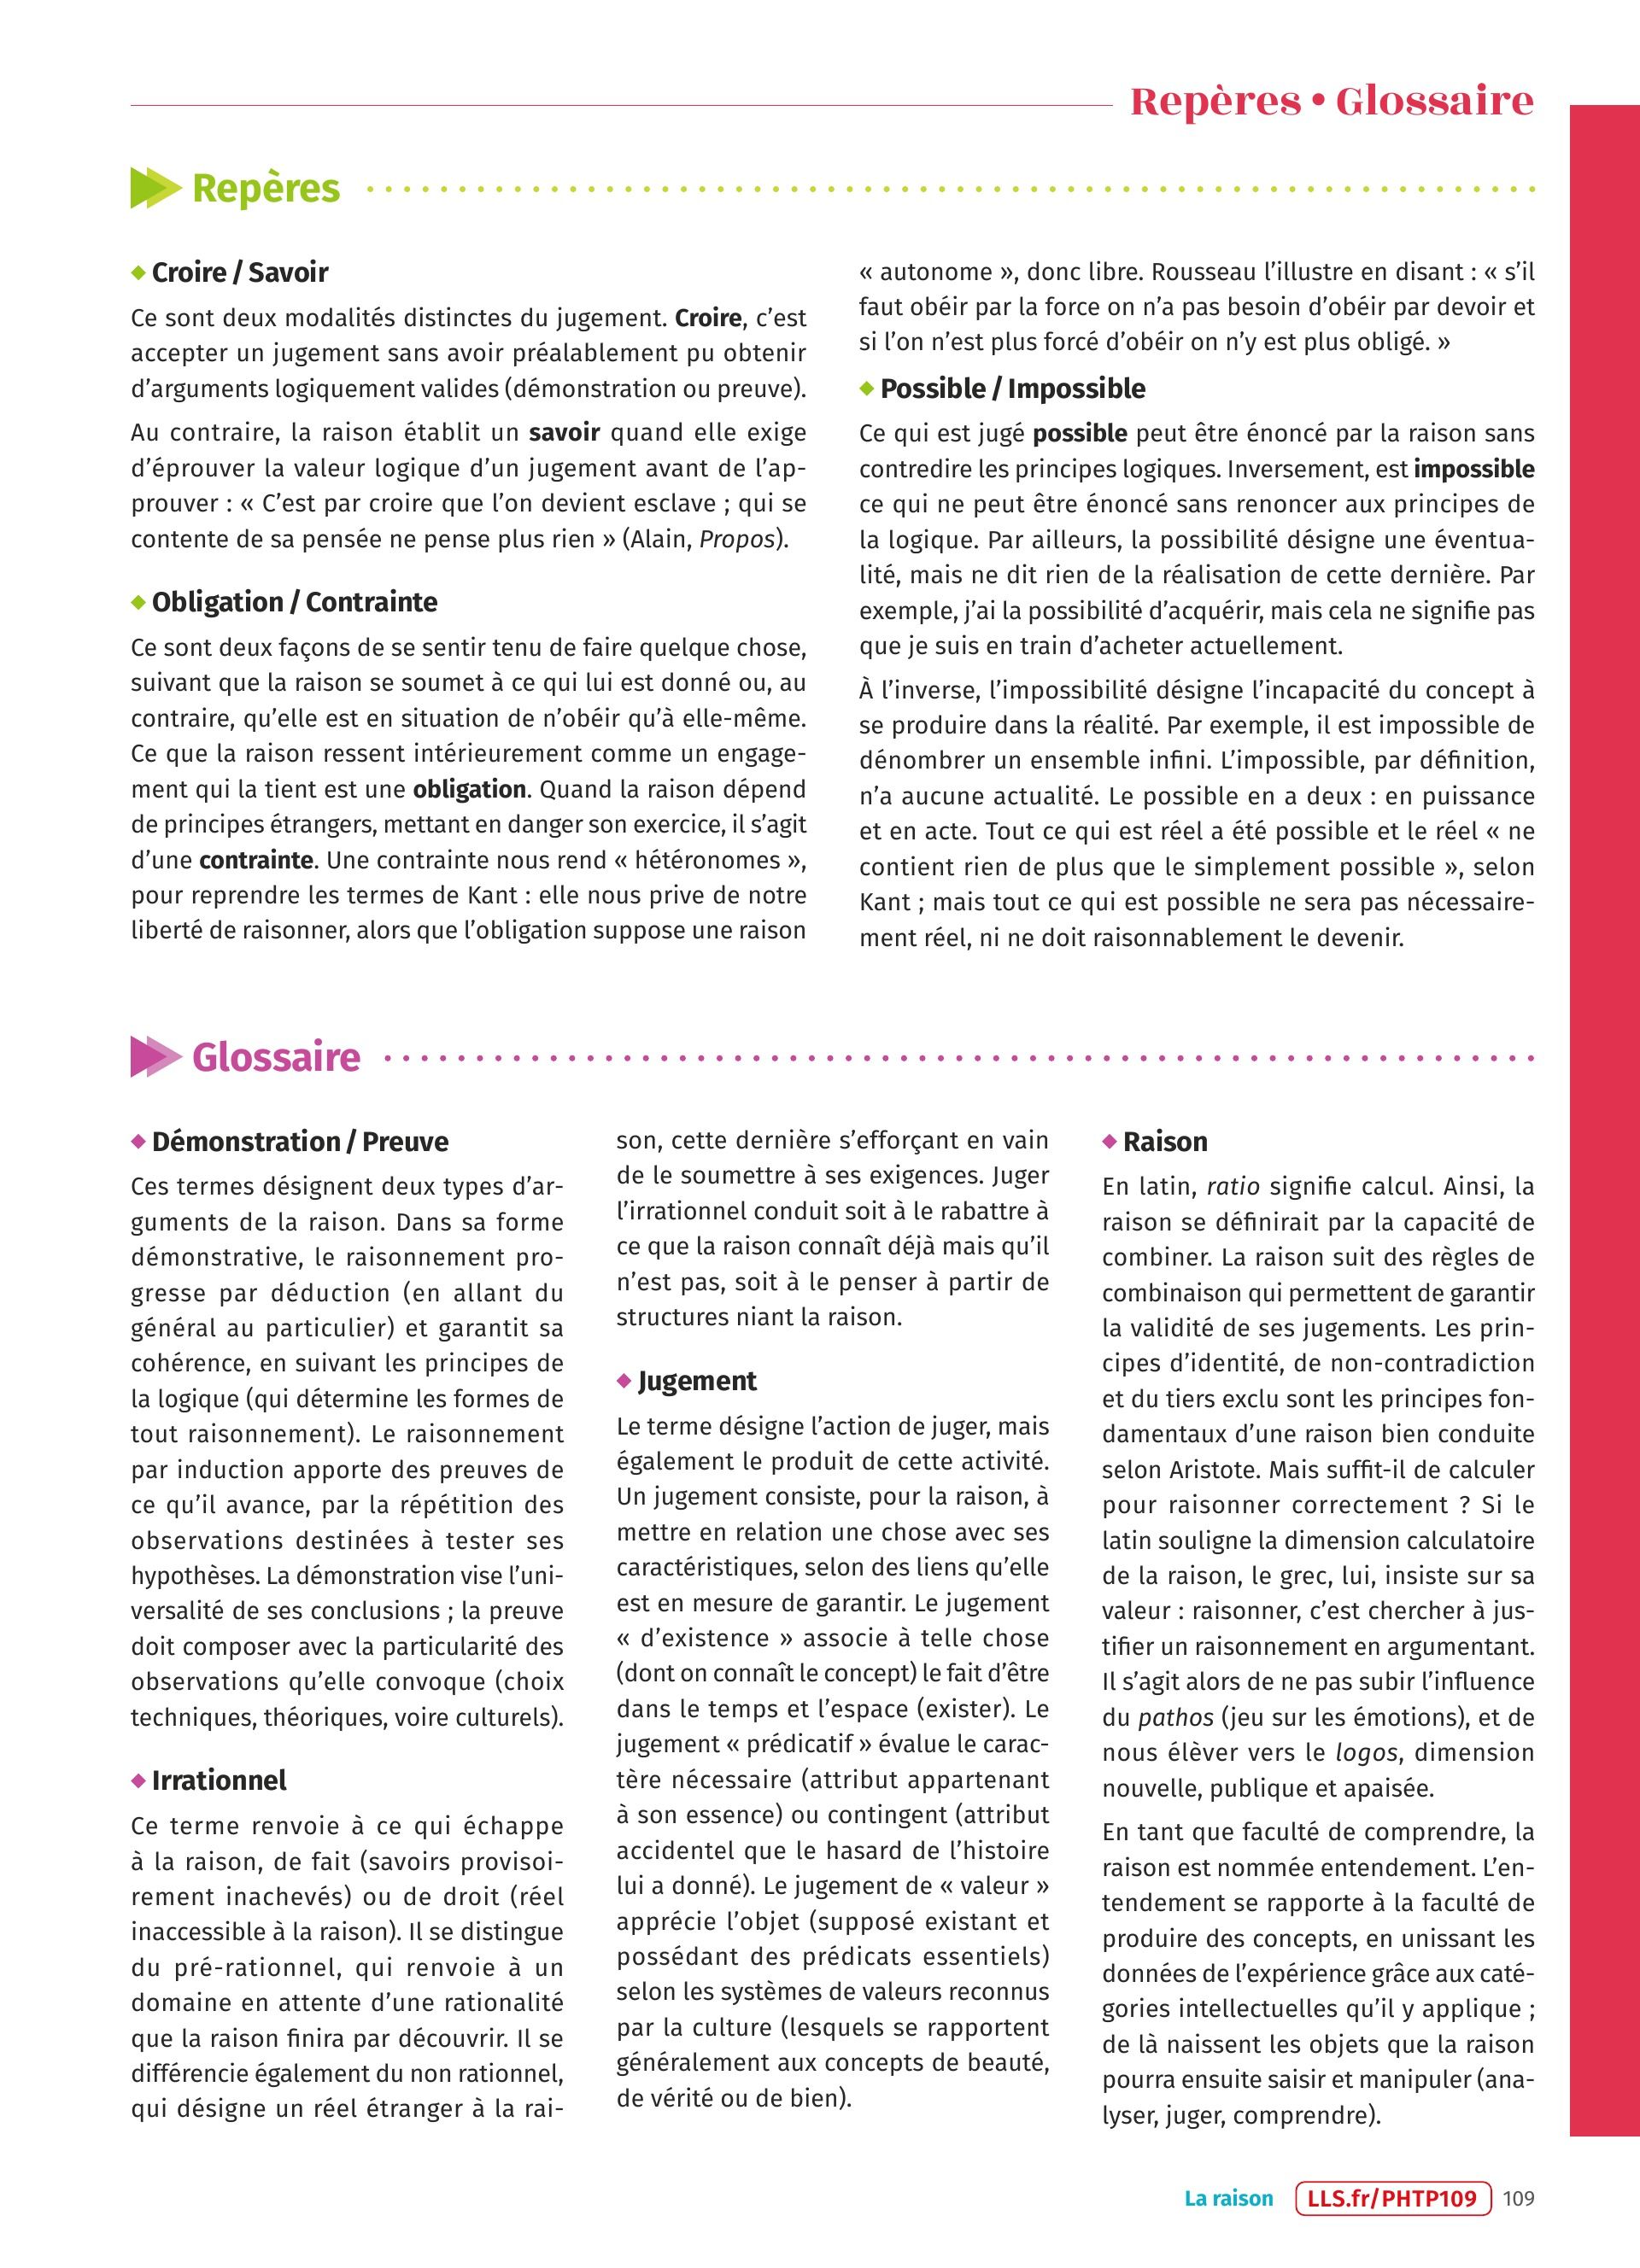 Repères • Glossaire
Repères
Croire / Savoir
Ce sont deux modalités distinctes du jugement. Croire, c’est
accepter un jugement sans avoir préalablement pu obtenir
d’arguments logiquement valides (démonstration ou preuve).
Au contraire, la raison établit un savoir quand elle exige
d’éprouver la valeur logique d’un jugement avant de l’ap-
prouver : « C’est par croire que l’on devient esclave ; qui se
contente de sa pensée ne pense plus rien » (Alain, Propos).
Obligation / Contrainte
Ce sont deux façons de se sentir tenu de faire quelque chose,
suivant que la raison se soumet à ce qui lui est donné ou, au
contraire, qu’elle est en situation de n’obéir qu’à elle-même.
Ce que la raison ressent intérieurement comme un engage-
ment qui la tient est une obligation. Quand la raison dépend
de principes étrangers, mettant en danger son exercice, il s’agit
d’une contrainte. Une contrainte nous rend « hétéronomes »,
pour reprendre les termes de Kant : elle nous prive de notre
liberté de raisonner, alors que l’obligation suppose une raison
« autonome », donc libre. Rousseau l’illustre en disant : « s’il
faut obéir par la force on n’a pas besoin d’obéir par devoir et
si l’on n’est plus forcé d’obéir on n’y est plus obligé. »
Possible / Impossible
Ce qui est jugé possible peut être énoncé par la raison sans
contredire les principes logiques. Inversement, est impossible
ce qui ne peut être énoncé sans renoncer aux principes de
la logique. Par ailleurs, la possibilité désigne une éventua-
lité, mais ne dit rien de la réalisation de cette dernière. Par
exemple, j’ai la possibilité d’acquérir, mais cela ne signifie pas
que je suis en train d’acheter actuellement.
À l’inverse, l’impossibilité désigne l’incapacité du concept à
se produire dans la réalité. Par exemple, il est impossible de
dénombrer un ensemble infini. L’impossible, par définition,
n’a aucune actualité. Le possible en a deux : en puissance
et en acte. Tout ce qui est réel a été possible et le réel « ne
contient rien de plus que le simplement possible », selon
Kant ; mais tout ce qui est possible ne sera pas nécessaire-
ment réel, ni ne doit raisonnablement le devenir.
Glossaire
Démonstration / Preuve
Ces termes désignent deux types d’ar-
guments de la raison. Dans sa forme
démonstrative, le raisonnement pro-
gresse par déduction (en allant du
général au particulier) et garantit sa
cohérence, en suivant les principes de
la logique (qui détermine les formes de
tout raisonnement). Le raisonnement
par induction apporte des preuves de
ce qu’il avance, par la répétition des
observations destinées à tester ses
hypothèses. La démonstration vise l’uni-
versalité de ses conclusions ; la preuve
doit composer avec la particularité des
observations qu’elle convoque (choix
techniques, théoriques, voire culturels).
Irrationnel
Ce terme renvoie à ce qui échappe
à la raison, de fait (savoirs provisoi-
rement inachevés) ou de droit (réel
inaccessible à la raison). Il se distingue
du pré-rationnel, qui renvoie à un
domaine en attente d’une rationalité
que la raison finira par découvrir. Il se
différencie également du non rationnel,
qui désigne un réel étranger à la rai-
son, cette dernière s’efforçant en vain
de le soumettre à ses exigences. Juger
l’irrationnel conduit soit à le rabattre à
ce que la raison connaît déjà mais qu’il
n’est pas, soit à le penser à partir de
structures niant la raison.
Jugement
Le terme désigne l’action de juger, mais
également le produit de cette activité.
Un jugement consiste, pour la raison, à
mettre en relation une chose avec ses
caractéristiques, selon des liens qu’elle
est en mesure de garantir. Le jugement
« d’existence » associe à telle chose
(dont on connaît le concept) le fait d’être
dans le temps et l’espace (exister). Le
jugement « prédicatif » évalue le carac-
tère nécessaire (attribut appartenant
à son essence) ou contingent (attribut
accidentel que le hasard de l’histoire
lui a donné). Le jugement de « valeur »
apprécie l’objet (supposé existant et
possédant des prédicats essentiels)
selon les systèmes de valeurs reconnus
par la culture (lesquels se rapportent
généralement aux concepts de beauté,
de vérité ou de bien).
Raison
En latin, ratio signifie calcul. Ainsi, la
raison se définirait par la capacité de
combiner. La raison suit des règles de
combinaison qui permettent de garantir
la validité de ses jugements. Les prin-
cipes d’identité, de non-contradiction
et du tiers exclu sont les principes fon-
damentaux d’une raison bien conduite
selon Aristote. Mais suffit-il de calculer
pour raisonner correctement ? Si le
latin souligne la dimension calculatoire
de la raison, le grec, lui, insiste sur sa
valeur : raisonner, c’est chercher à jus-
tifier un raisonnement en argumentant.
Il s’agit alors de ne pas subir l’influence
du pathos (jeu sur les émotions), et de
nous élèver vers le logos, dimension
nouvelle, publique et apaisée.
En tant que faculté de comprendre, la
raison est nommée entendement. L’en-
tendement se rapporte à la faculté de
produire des concepts, en unissant les
données de l’expérience grâce aux caté-
gories intellectuelles qu’il y applique ;
de là naissent les objets que la raison
pourra ensuite saisir et manipuler (ana-
lyser, juger, comprendre).
La raison LLS.fr/PHTP109 109